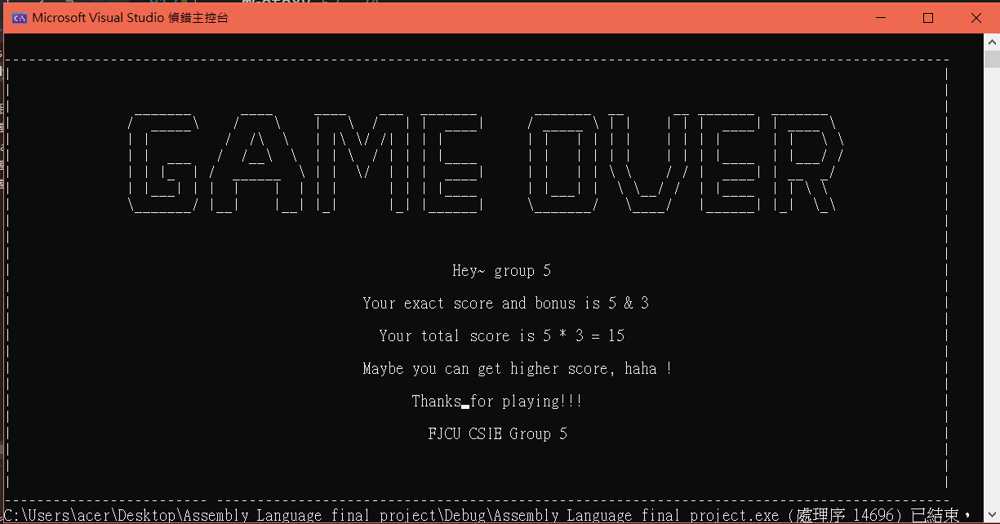 Microsoft Visual Studio 偵錯主控台
GAME OVER
Hey~ group 5
Your exact score and bonus is 5 & 3
Your total score is 5 * 3 = 15
Maybe you can get higher score, haha !
Thanks for playing!!!
FJCU CSIE Group 5
C:\Users\acer\Desktop\Assembly Language final project\Debug\Assembly Language final project.exe (處理序 14696) 已結束，